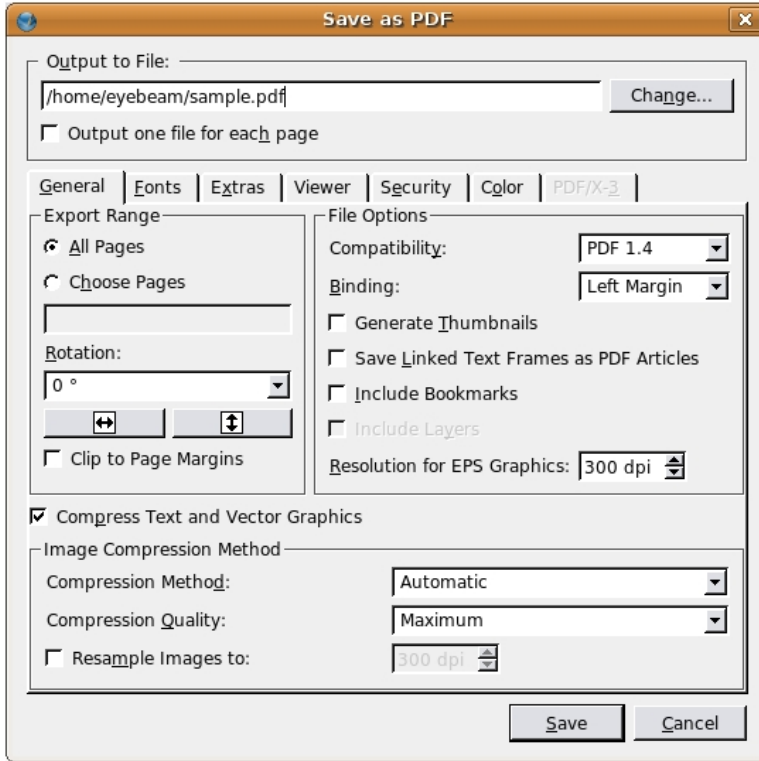 Save as PDF
Output to File:
/home/eyebeam/sample.pdf Change...
Output one file for each page
General Fonts Extras Viewer Security Color PDF/X-3
Export Range
All Pages
Choose Pages
Rotation:
0 °
Clip to Page Margins
File Options
Compatibility: PDF 1.4
Binding: Left Margin
Generate Thumbnails
Save Linked Text Frames as PDF Articles
Include Bookmarks
Include Layers
Resolution for EPS Graphics: 300 dpi
Compress Text and Vector Graphics
Image Compression Method
Compression Method: Automatic
Compression Quality: Maximum
Resample Images to: 300 dpi
Save Cancel